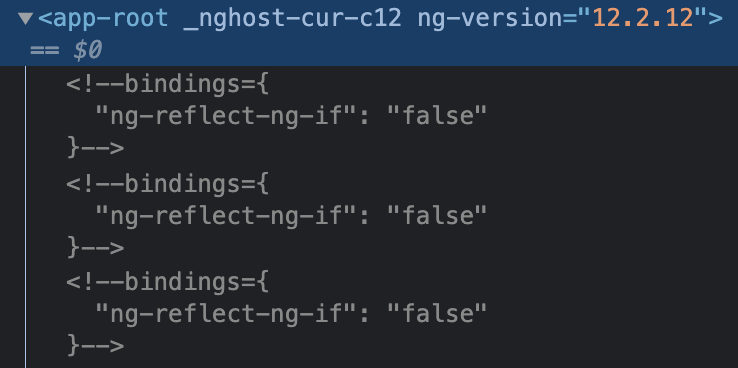 ▼<app-root _nghost-cur-c12 ng-version="12.2.12">
== $0
<!--bindings={
"ng-reflect-ng-if": "false"
}-->
<!--bindings={
"ng-reflect-ng-if": "false"
}-->
<!--bindings={
"ng-reflect-ng-if": "false"
}-->